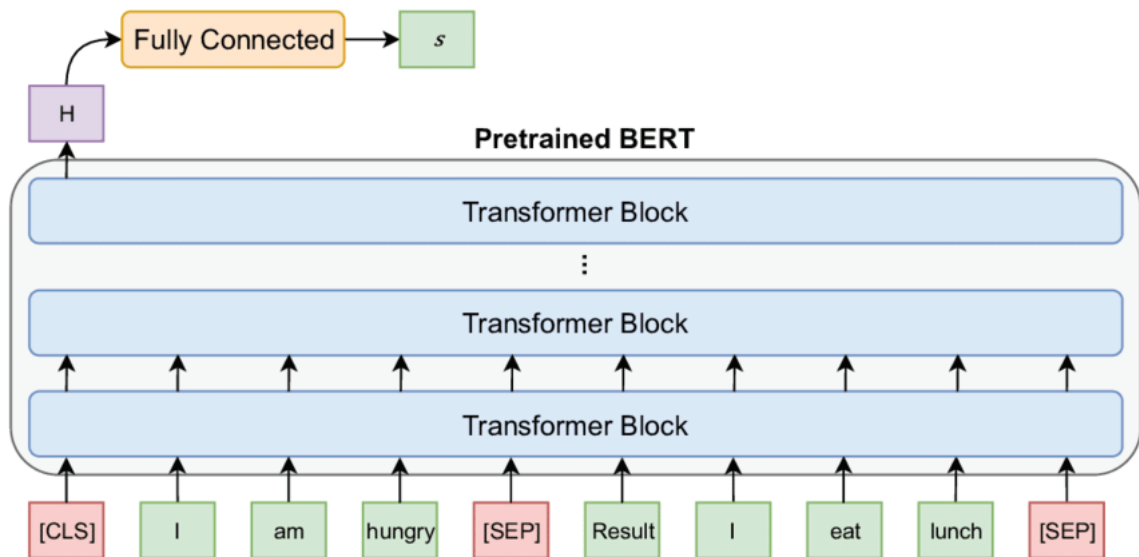 Fully Connected s
H
Pretrained BERT
Transformer Block
⋮
Transformer Block
Transformer Block
[CLS] I am hungry [SEP] Result I eat lunch [SEP]